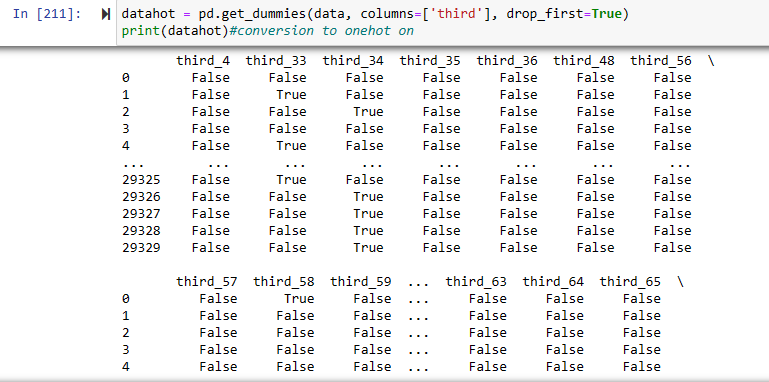 In [211]: datahot = pd.get_dummies(data, columns=['third'], drop_first=True)
print(datahot)#conversion to onehot on
third_4 third_33 third_34 third_35 third_36 third_48 third_56 \
0 False False False False False False False
1 False True False False False False False
2 False False True False False False False
3 False False False False False False False
4 False True False False False False False
... ... ... ... ... ... ... ...
29325 False True False False False False False
29326 False False True False False False False
29327 False False True False False False False
29328 False False True False False False False
29329 False False True False False False False
third_57 third_58 third_59 ... third_63 third_64 third_65 \
0 False True False ... False False False
1 False False False ... False False False
2 False False False ... False False False
3 False False False ... False False False
4 False False False ... False False False